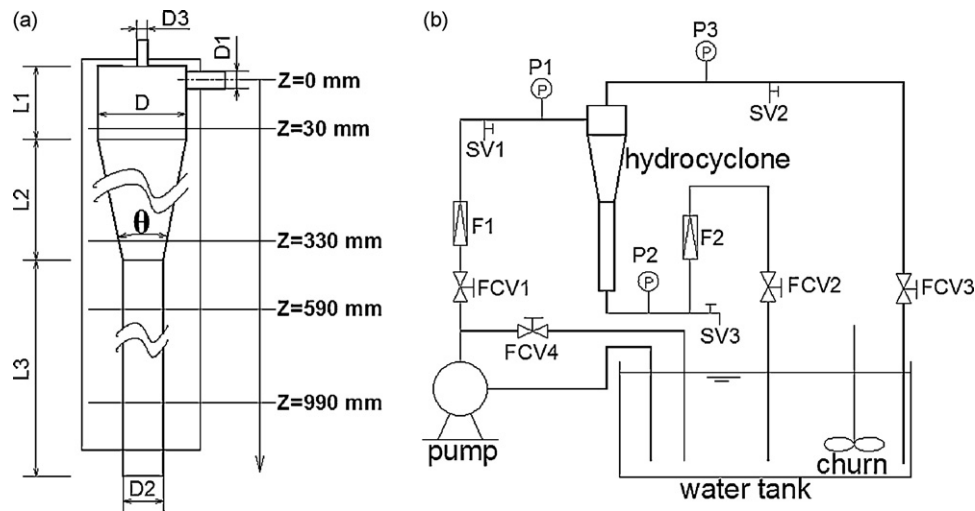 (a)
D3
D1
Z=0 mm
L1
D
Z=30 mm
L2
θ
Z=330 mm
Z=590 mm
L3
Z=990 mm
D2
(b)
P3
P
P1
P
SV2
SV1
hydrocyclone
F1
F2
P2
P
FCV1
FCV2
FCV3
SV3
FCV4
pump
churn
water tank